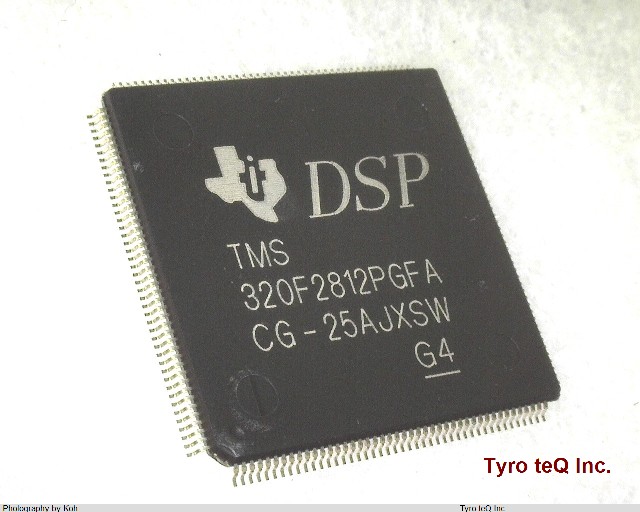 DSP
TMS
320F2812PGFA
CG-25AJXSW
G4
Tyro teQ Inc.
Photography by Koh
Tyro teQ Inc